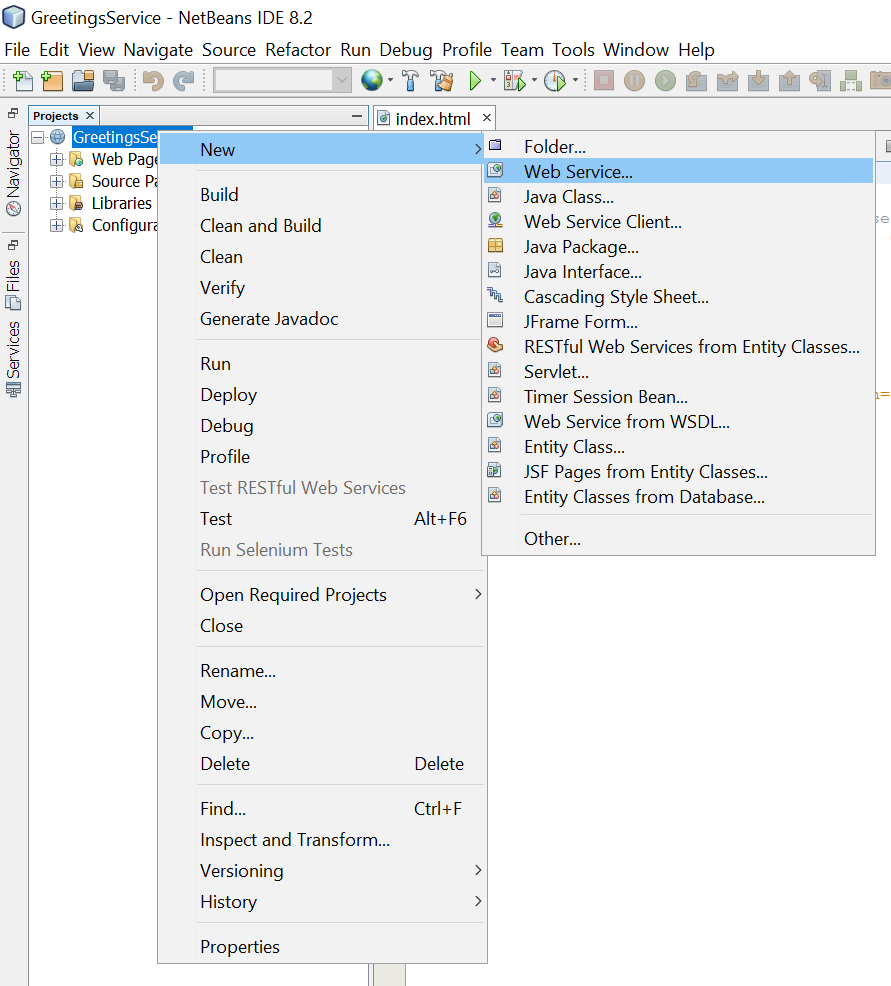 GreetingsService - NetBeans IDE 8.2
File Edit View Navigate Source Refactor Run Debug Profile Team Tools Window Help
Projects
index.html
Navigator
Files
Services
GreetingsSe
Web Page
Source Pa
Libraries
Configura
New
Build
Clean and Build
Clean
Verify
Generate Javadoc
Run
Deploy
Debug
Profile
Test RESTful Web Services
Test Alt+F6
Run Selenium Tests
Open Required Projects
Close
Rename...
Move...
Copy...
Delete Delete
Find... Ctrl+F
Inspect and Transform...
Versioning
History
Properties
Folder...
Web Service...
Java Class...
Web Service Client...
Java Package...
Java Interface...
Cascading Style Sheet...
JFrame Form...
RESTful Web Services from Entity Classes...
Servlet...
Timer Session Bean...
Web Service from WSDL...
Entity Class...
JSF Pages from Entity Classes...
Entity Classes from Database...
Other...
se